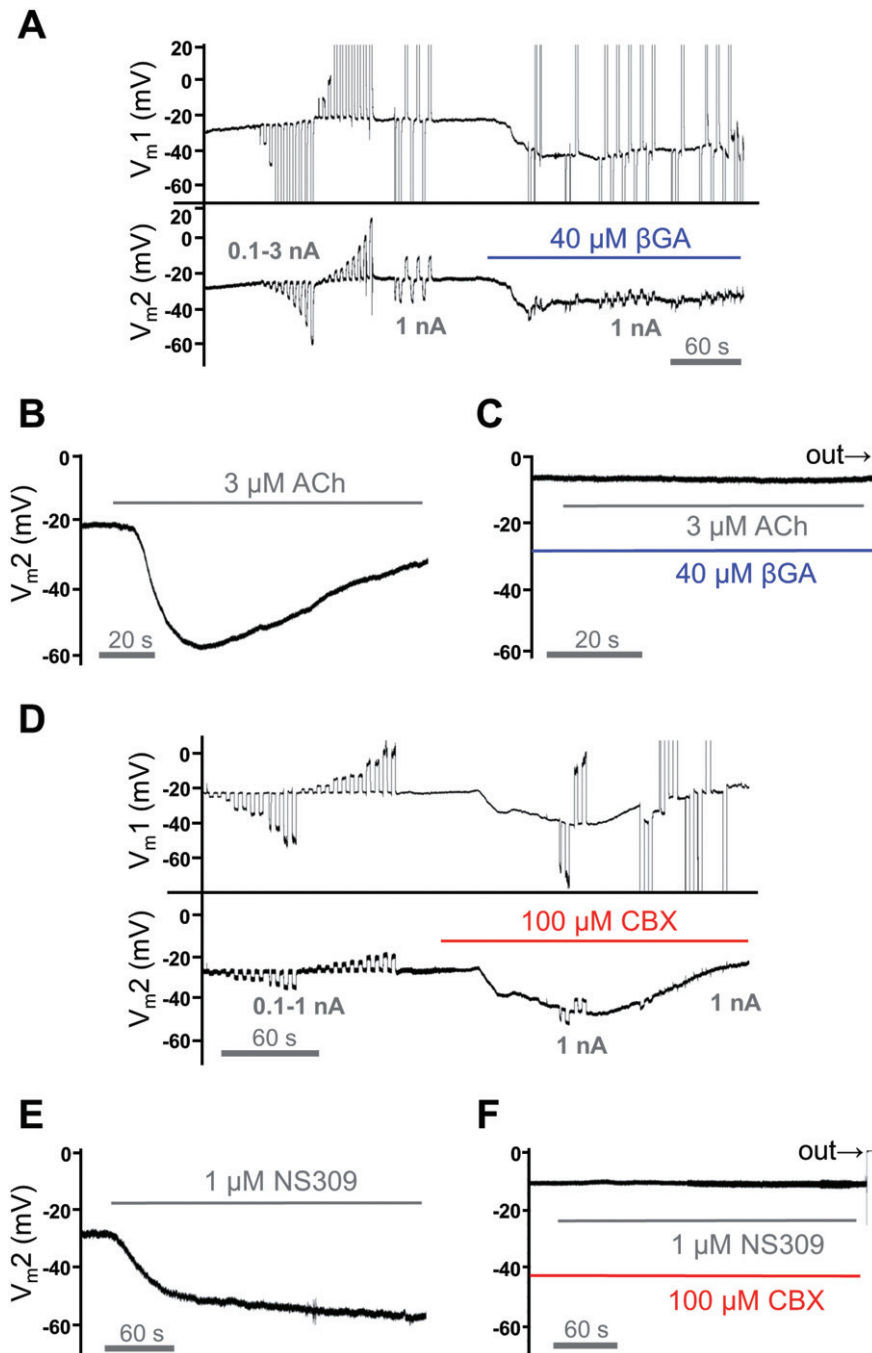 A
20
0
-20
-40
-60
Vm1 (mV)
20
0
-20
-40
-60
Vm2 (mV)
0.1-3 nA
40 µM βGA
1 nA
1 nA
60 s
B
0
-20
-40
-60
Vm2 (mV)
3 µM ACh
20 s
C
0
-20
-40
-60
out→
3 µM ACh
40 µM βGA
20 s
D
0
-20
-40
-60
Vm1 (mV)
0
-20
-40
-60
Vm2 (mV)
100 µM CBX
0.1-1 nA
1 nA
1 nA
60 s
E
0
-20
-40
-60
Vm2 (mV)
1 µM NS309
60 s
F
0
-20
-40
-60
out→
1 µM NS309
100 µM CBX
60 s